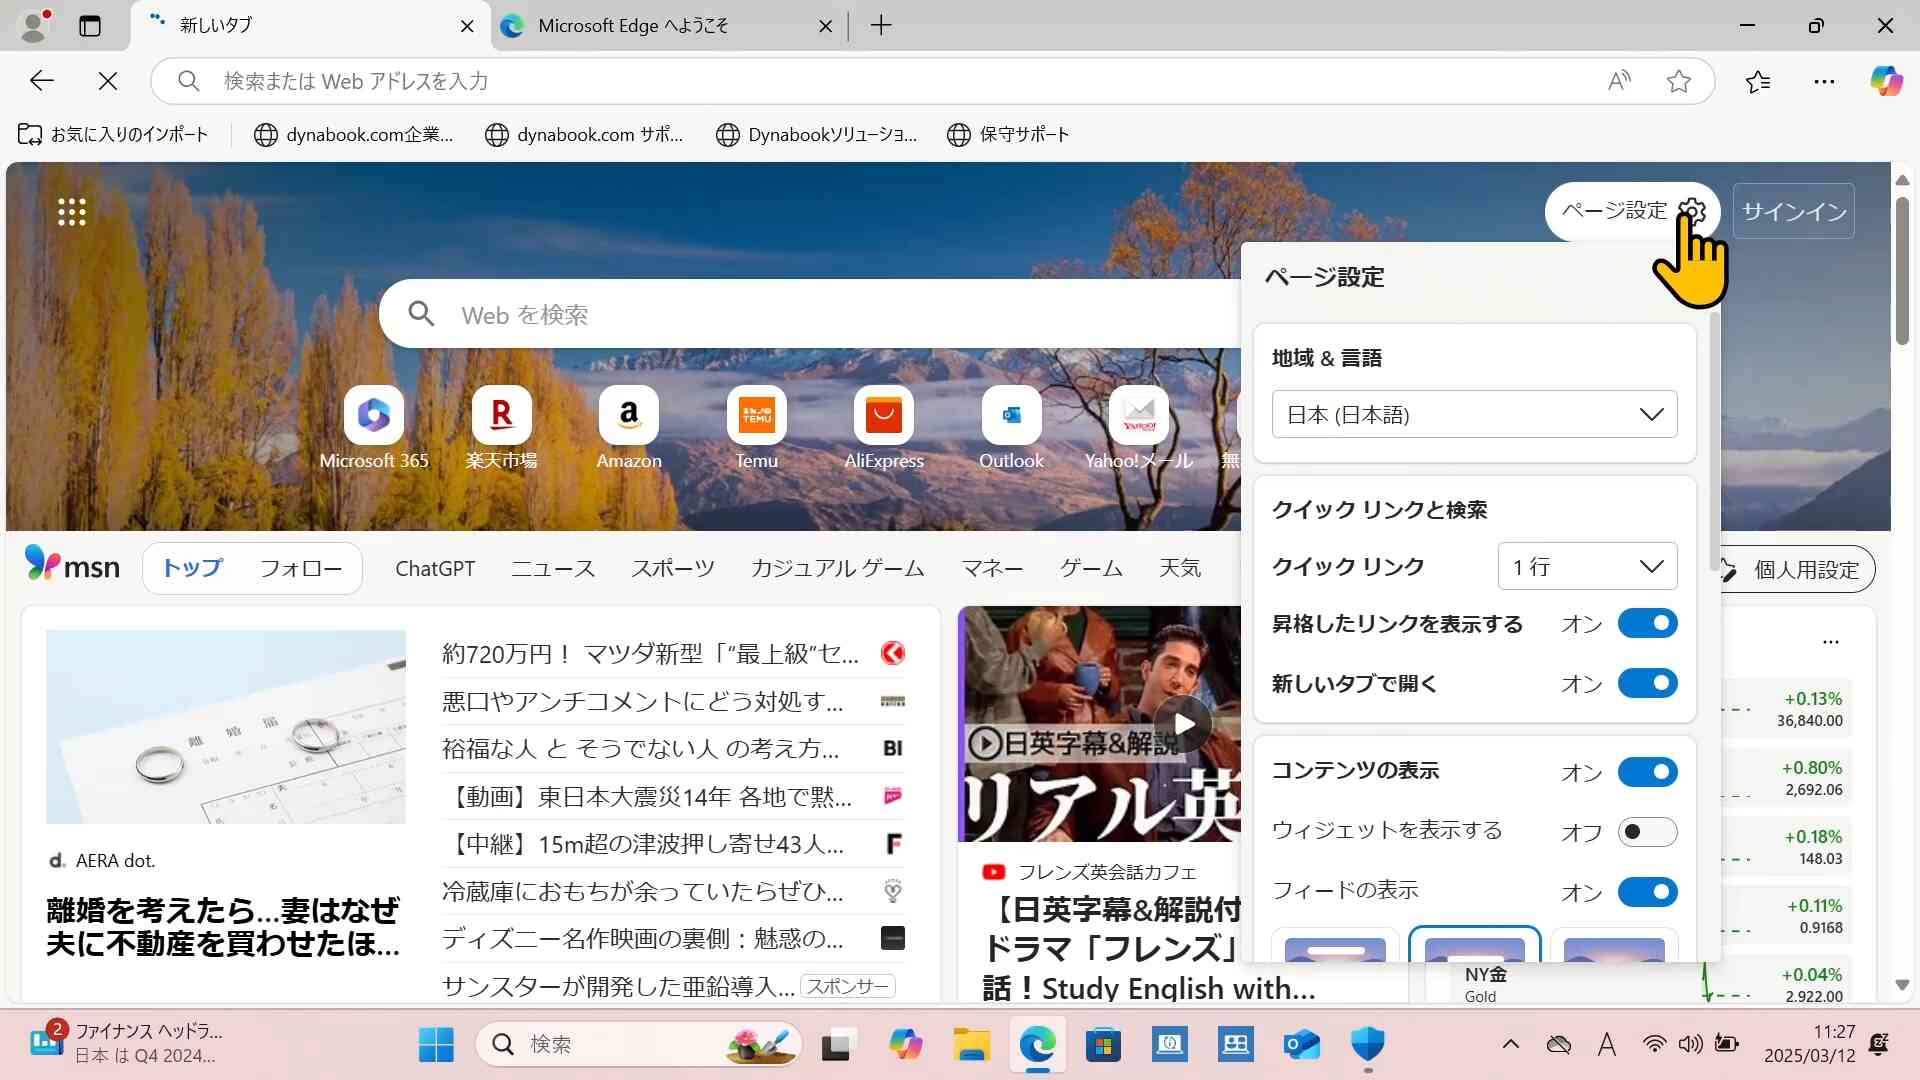 新しいタブ
Microsoft Edge へようこそ
検索または Web アドレスを入力
お気に入りのインポート
dynabook.com企業...
dynabook.com サポ...
Dynabookソリューショ...
保守サポート
ページ設定
サインイン
ページ設定
Web を検索
地域 & 言語
日本 (日本語)
Microsoft 365
楽天市場
Amazon
Temu
AliExpress
Outlook
Yahoo!メール
無
クイック リンクと検索
クイック リンク
1 行
昇格したリンクを表示する
オン
新しいタブで開く
オン
コンテンツの表示
オン
ウィジェットを表示する
オフ
フィードの表示
オン
msn
トップ
フォロー
ChatGPT
ニュース
スポーツ
カジュアル ゲーム
マネー
ゲーム
天気
個人用設定
離婚届
AERA dot.
離婚を考えたら...妻はなぜ
夫に不動産を買わせたほ...
約720万円！ マツダ新型「“最上級”セ...
悪口やアンチコメントにどう対処す...
裕福な人 と そうでない人 の考え方...
BI
【動画】東日本大震災14年 各地で黙...
【中継】15m超の津波押し寄せ43人...
冷蔵庫におもちが余っていたらぜひ...
ディズニー名作映画の裏側：魅惑の...
サンスターが開発した亜鉛導入...
スポンサー
日英字幕&解説
リアル英
フレンズ英会話カフェ
【日英字幕&解説付
ドラマ「フレンズ」
話！Study English with...
+0.13%
36,840.00
+0.80%
2,692.06
+0.18%
148.03
+0.11%
0.9168
NY金
Gold
+0.04%
2,922.00
2
ファイナンス ヘッドラ...
日本 は Q4 2024...
検索
A
11:27
2025/03/12